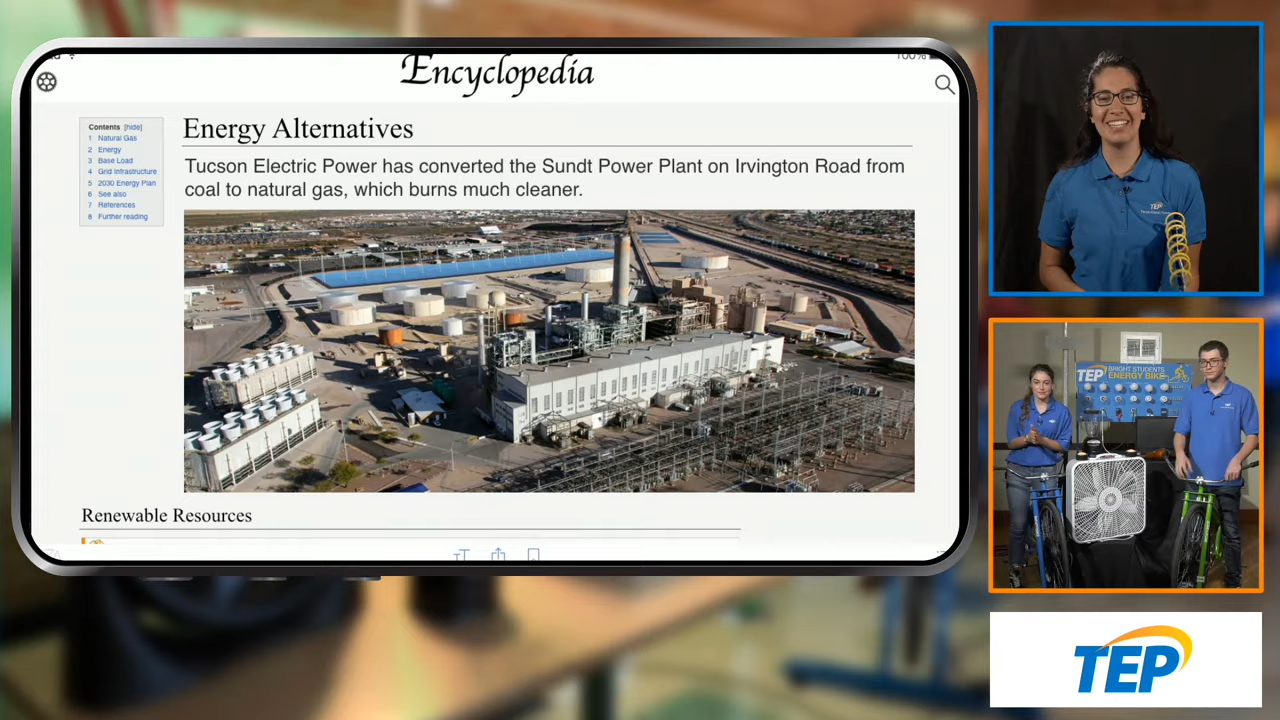 100%
Encyclopedia
Contents [hide]
1 Natural Gas
2 Energy
3 Base Load
4 Grid Infrastructure
5 2030 Energy Plan
6 See also
7 References
8 Further reading
Energy Alternatives
Tucson Electric Power has converted the Sundt Power Plant on Irvington Road from
coal to natural gas, which burns much cleaner.
Renewable Resources
TEP
TEP
BRIGHT STUDENTS
ENERGY BIKE
TEP